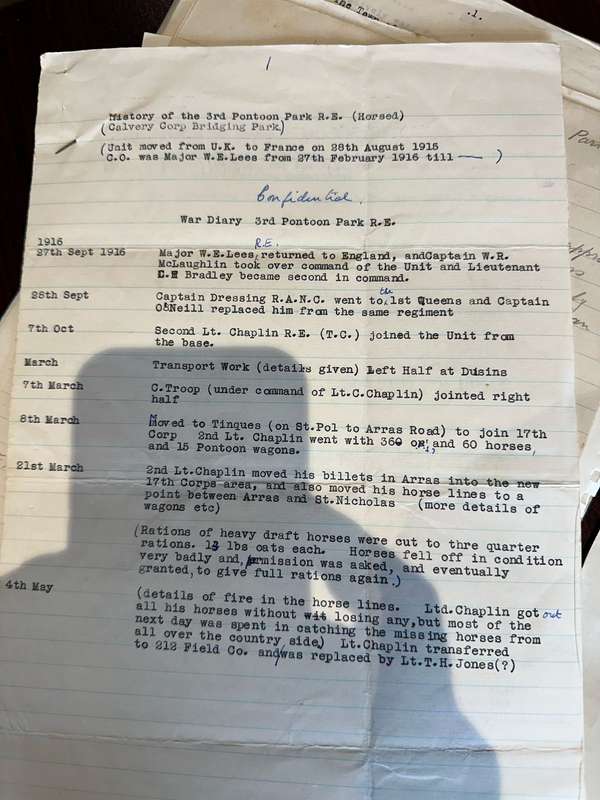 1
History of the 3rd Pontoon Park R.E. (Horsed)
(Calvery Corp Bridging Park)
(Unit moved from U.K. to France on 28th August 1915
C.O. was Major W.E.Lees from 27th February 1916 till — )
Confidential.
War Diary 3rd Pontoon Park R.E.
1916
27th Sept 1916 Major W.E.Lees, R.E. returned to England, andCaptain W.R.
McLaughlin took over command of the Unit and Lieutenant
Bradley became second in command.
28th Sept Captain Dressing R.A.N.C. went to the 1st Queens and Captain
O'Neill replaced him from the same regiment
7th Oct Second Lt. Chaplin R.E. (T.C.) joined the Unit from
the base.
March Transport Work (details given) Left Half at Duisins
7th March C.Troop (under command of Lt.C.Chaplin) jointed right
half
8th March Moved to Tinques (on St.Pol to Arras Road) to join 17th
Corp 2nd Lt. Chaplin went with 360 and 60 horses,
and 15 Pontoon wagons.
21st March 2nd Lt.Chaplin moved his billets in Arras into the new
17th Corps area, and also moved his horse lines to a
point between Arras and St.Nicholas (more details of
wagons etc)
(Rations of heavy draft horses were cut to thre quarter
rations. lbs oats each. Horses fell off in condition
very badly and, permission was asked, and eventually
granted, to give full rations again.)
4th May (details of fire in the horse lines. Ltd.Chaplin got out
all his horses without wit losing any,but most of the
next day was spent in catching the missing horses from
all over the country side) Lt.Chaplin transferred
to 212 Field Co. and was replaced by Lt.T.H.Jones(?)
.1.